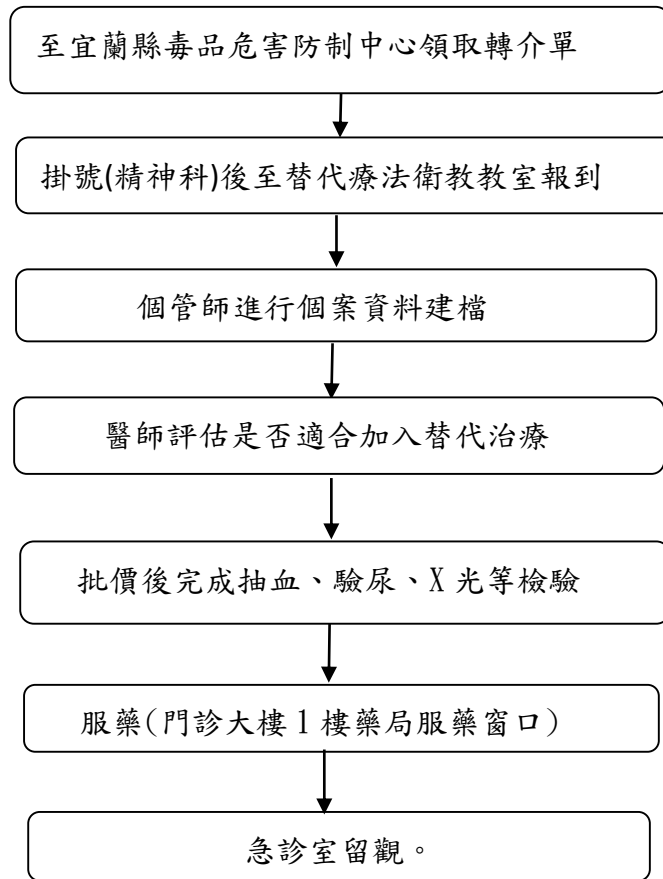 至宜蘭縣毒品危害防制中心領取轉介單
掛號(精神科)後至替代療法衛教教室報到
個管師進行個案資料建檔
醫師評估是否適合加入替代治療
批價後完成抽血、驗尿、X光等檢驗
服藥(門診大樓1樓藥局服藥窗口)
急診室留觀。